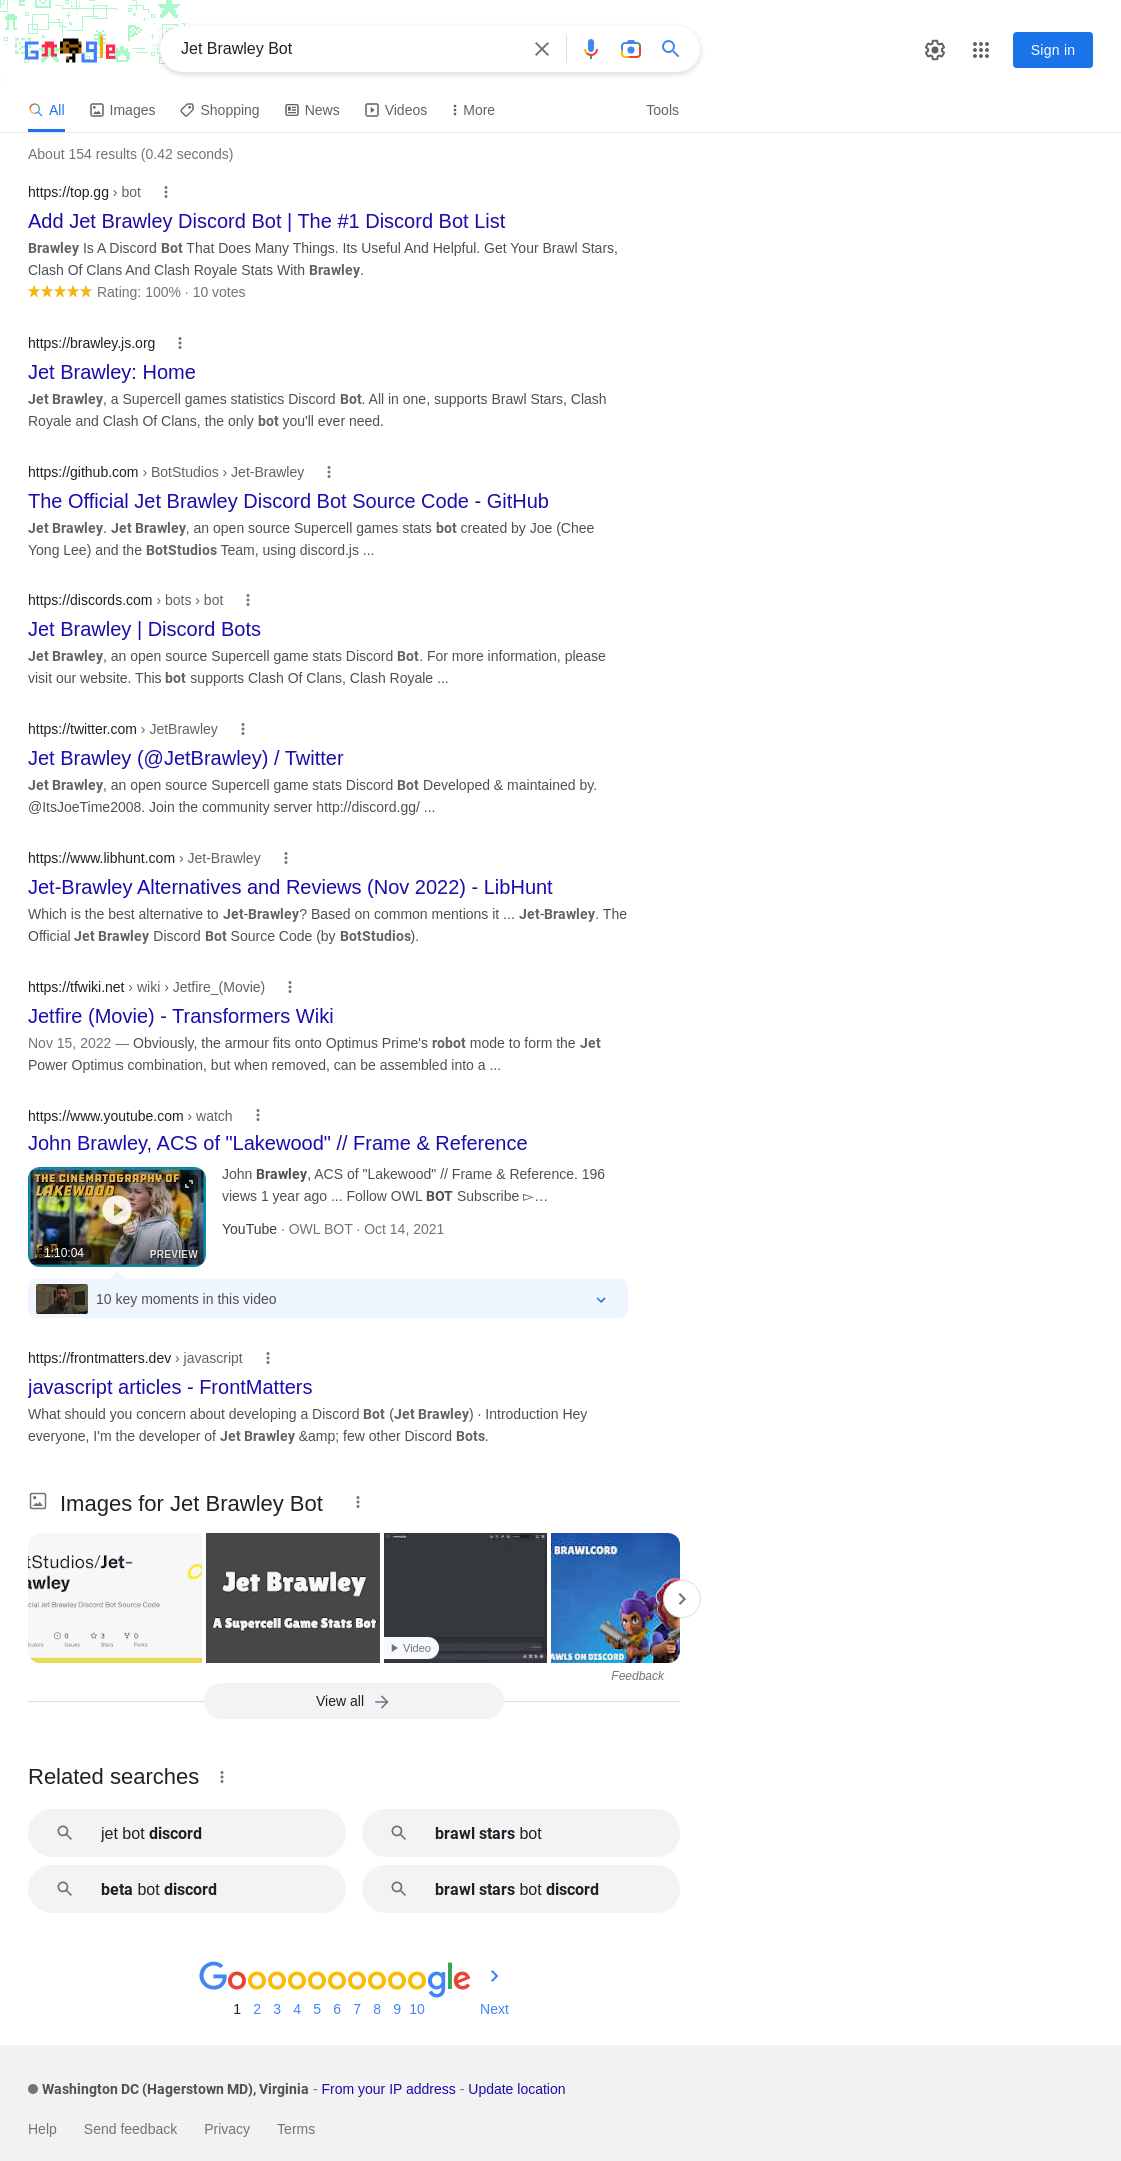 Google
Jet Brawley Bot
Sign in
All
Images
Shopping
News
Videos
More
Tools
About 154 results (0.42 seconds)
https://top.gg › bot
Add Jet Brawley Discord Bot | The #1 Discord Bot List
Brawley Is A Discord Bot That Does Many Things. Its Useful And Helpful. Get Your Brawl Stars,
Clash Of Clans And Clash Royale Stats With Brawley.
Rating: 100% · 10 votes
https://brawley.js.org
Jet Brawley: Home
Jet Brawley, a Supercell games statistics Discord Bot. All in one, supports Brawl Stars, Clash
Royale and Clash Of Clans, the only bot you'll ever need.
https://github.com › BotStudios › Jet-Brawley
The Official Jet Brawley Discord Bot Source Code - GitHub
Jet Brawley. Jet Brawley, an open source Supercell games stats bot created by Joe (Chee
Yong Lee) and the BotStudios Team, using discord.js ...
https://discords.com › bots › bot
Jet Brawley | Discord Bots
Jet Brawley, an open source Supercell game stats Discord Bot. For more information, please
visit our website. This bot supports Clash Of Clans, Clash Royale ...
https://twitter.com › JetBrawley
Jet Brawley (@JetBrawley) / Twitter
Jet Brawley, an open source Supercell game stats Discord Bot Developed & maintained by.
@ItsJoeTime2008. Join the community server http://discord.gg/ ...
https://www.libhunt.com › Jet-Brawley
Jet-Brawley Alternatives and Reviews (Nov 2022) - LibHunt
Which is the best alternative to Jet-Brawley? Based on common mentions it ... Jet-Brawley. The
Official Jet Brawley Discord Bot Source Code (by BotStudios).
https://tfwiki.net › wiki › Jetfire_(Movie)
Jetfire (Movie) - Transformers Wiki
Nov 15, 2022 — Obviously, the armour fits onto Optimus Prime's robot mode to form the Jet
Power Optimus combination, but when removed, can be assembled into a ...
https://www.youtube.com › watch
John Brawley, ACS of "Lakewood" // Frame & Reference
THE CINEMATOGRAPHY OF
LAKEWOOD
1:10:04
PREVIEW
John Brawley, ACS of "Lakewood" // Frame & Reference. 196
views 1 year ago ... Follow OWL BOT Subscribe ▻…
YouTube · OWL BOT · Oct 14, 2021
10 key moments in this video
https://frontmatters.dev › javascript
javascript articles - FrontMatters
What should you concern about developing a Discord Bot (Jet Brawley) · Introduction Hey
everyone, I'm the developer of Jet Brawley &amp; few other Discord Bots.
Images for Jet Brawley Bot
tStudios/Jet-
awley
cial Jet Brawley Discord Bot Source Code
0
0
3
0
butors
Issues
Stars
Forks
Jet Brawley
A Supercell Game Stats Bot
Video
BRAWLCORD
AWLS ON DISCORD
Feedback
View all
Related searches
jet bot discord
brawl stars bot
beta bot discord
brawl stars bot discord
Goooooooooogle
1 2 3 4 5 6 7 8 9 10 Next
Washington DC (Hagerstown MD), Virginia - From your IP address - Update location
Help
Send feedback
Privacy
Terms